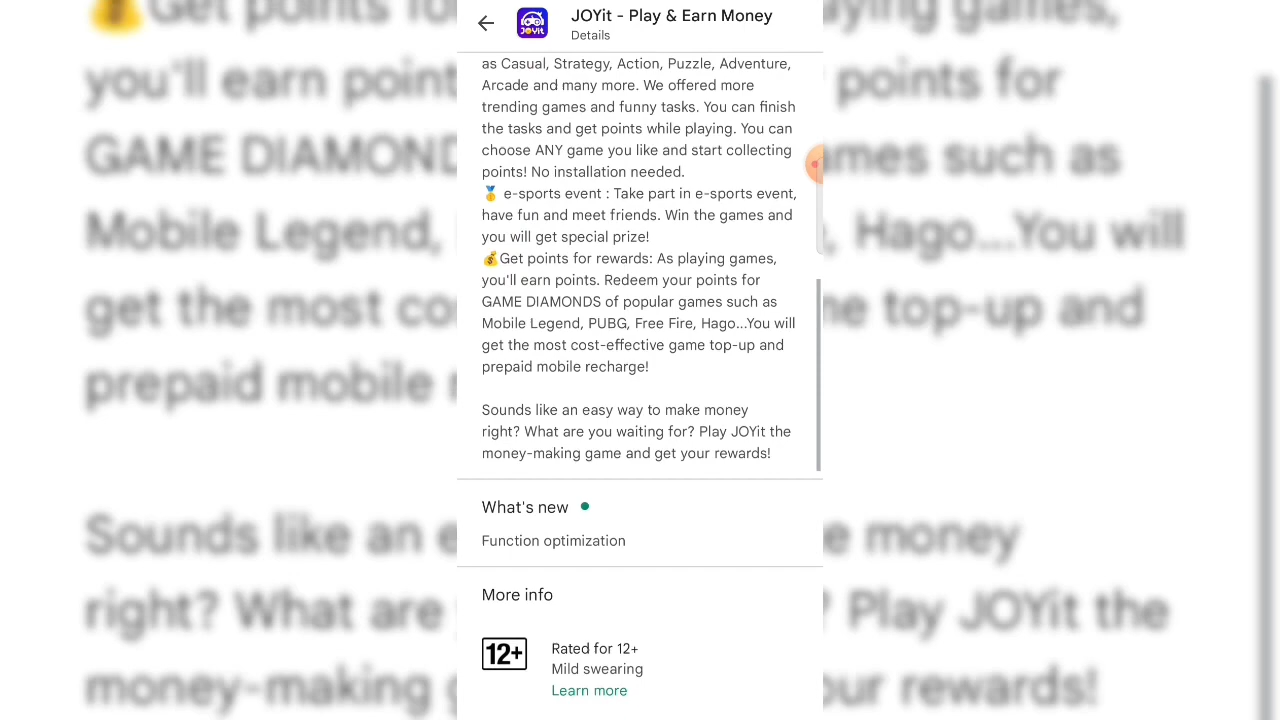 JOYit - Play & Earn Money
Details
as Casual, Strategy, Action, Puzzle, Adventure,
Arcade and many more. We offered more
trending games and funny tasks. You can finish
the tasks and get points while playing. You can
choose ANY game you like and start collecting
points! No installation needed.
🏅 e-sports event : Take part in e-sports event,
have fun and meet friends. Win the games and
you will get special prize!
💰Get points for rewards: As playing games,
you'll earn points. Redeem your points for
GAME DIAMONDS of popular games such as
Mobile Legend, PUBG, Free Fire, Hago...You will
get the most cost-effective game top-up and
prepaid mobile recharge!
Sounds like an easy way to make money
right? What are you waiting for? Play JOYit the
money-making game and get your rewards!
What's new
Function optimization
More info
12+
Rated for 12+
Mild swearing
Learn more